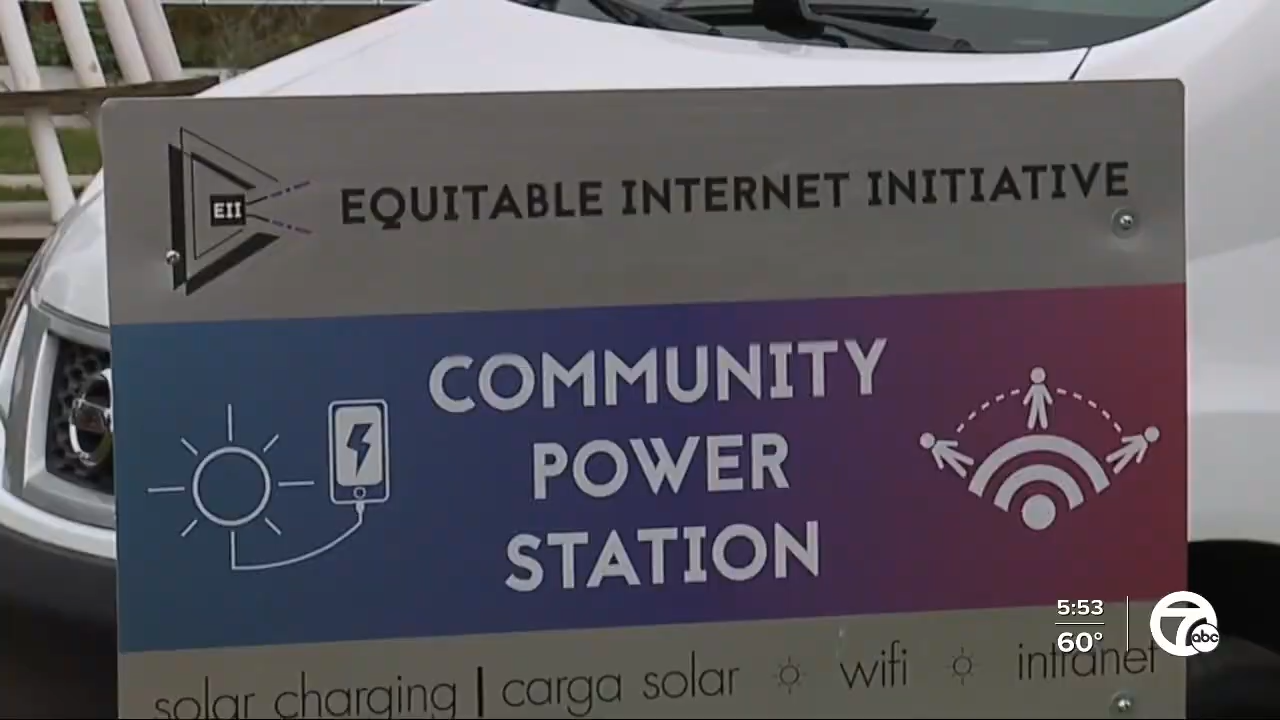 EII
EQUITABLE INTERNET INITIATIVE
COMMUNITY
POWER
STATION
solar charging | carga solar wifi intranet
5:53
60°
7 abc